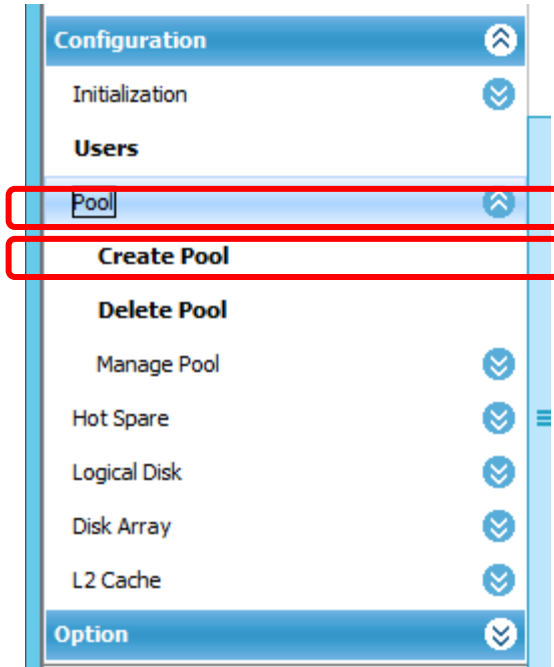 Configuration
Initialization
Users
Pool
Create Pool
Delete Pool
Manage Pool
Hot Spare
Logical Disk
Disk Array
L2 Cache
Option